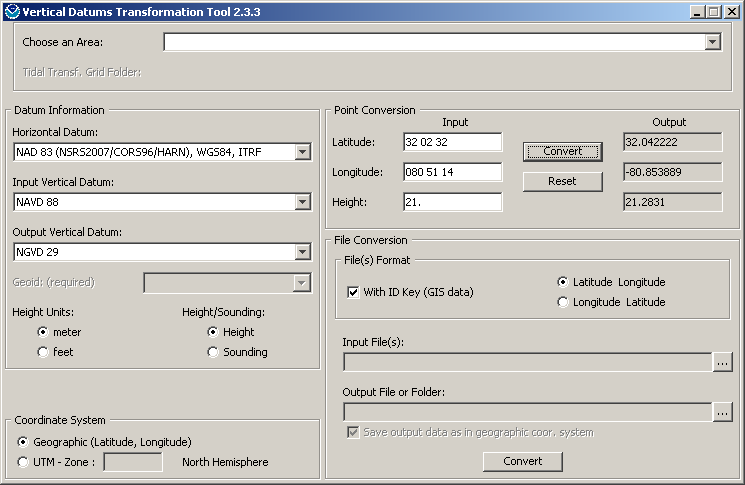 Vertical Datums Transformation Tool 2.3.3
Choose an Area:
Tidal Transf. Grid Folder:
Datum Information
Horizontal Datum:
NAD 83 (NSRS2007/CORS96/HARN), WGS84, ITRF
Input Vertical Datum:
NAVD 88
Output Vertical Datum:
NGVD 29
Geoid: (required)
Height Units:
Height/Sounding:
meter
Height
feet
Sounding
Coordinate System
Geographic (Latitude, Longitude)
UTM - Zone :
North Hemisphere
Point Conversion
Input
Output
Latitude:
32 02 32
Convert
32.042222
Longitude:
080 51 14
Reset
-80.853889
Height:
21.
21.2831
File Conversion
File(s) Format
With ID Key (GIS data)
Latitude Longitude
Longitude Latitude
Input File(s):
...
Output File or Folder:
...
Save output data as in geographic coor. system
Convert